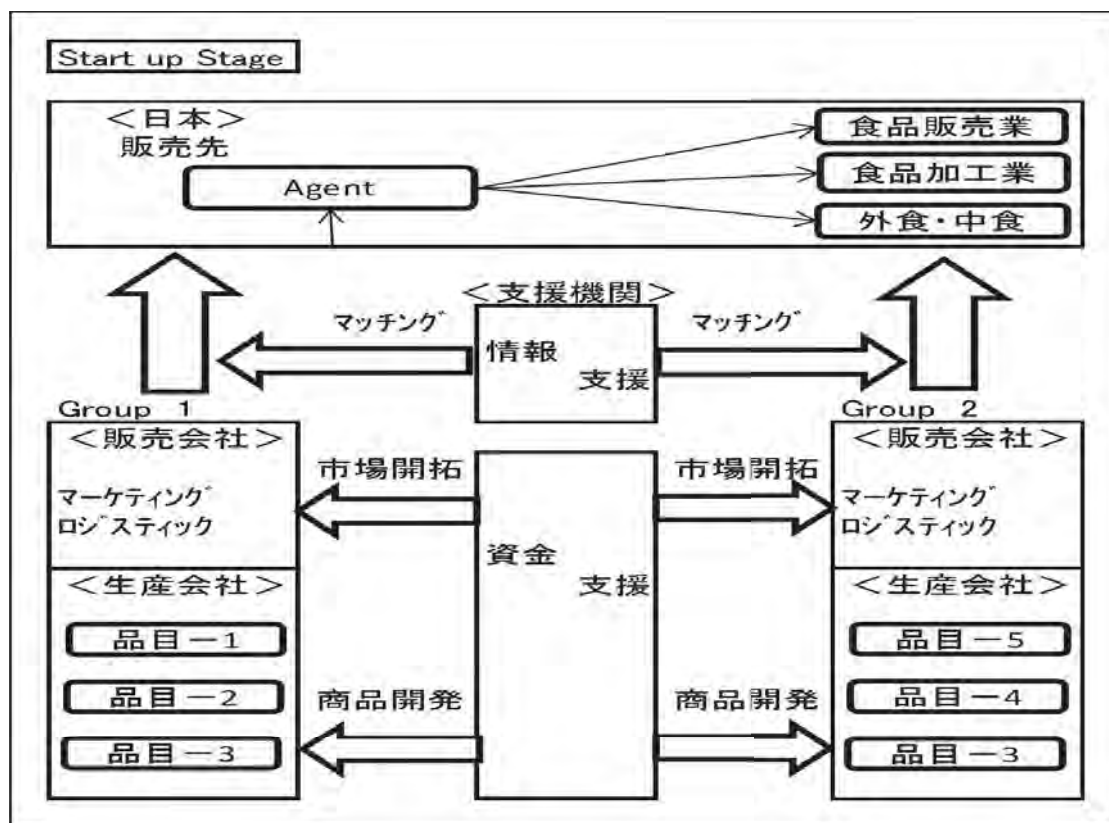 Start up Stage
＜日本＞
販売先
Agent
食品販売業
食品加工業
外食・中食
＜支援機関＞
マッチング
情報
支援
マッチング
Group 1
＜販売会社＞
マーケティング
ロジスティック
＜生産会社＞
品目－1
品目－2
品目－3
市場開拓
資金
支援
商品開発
市場開拓
商品開発
Group 2
＜販売会社＞
マーケティング
ロジスティック
＜生産会社＞
品目－5
品目－4
品目－3